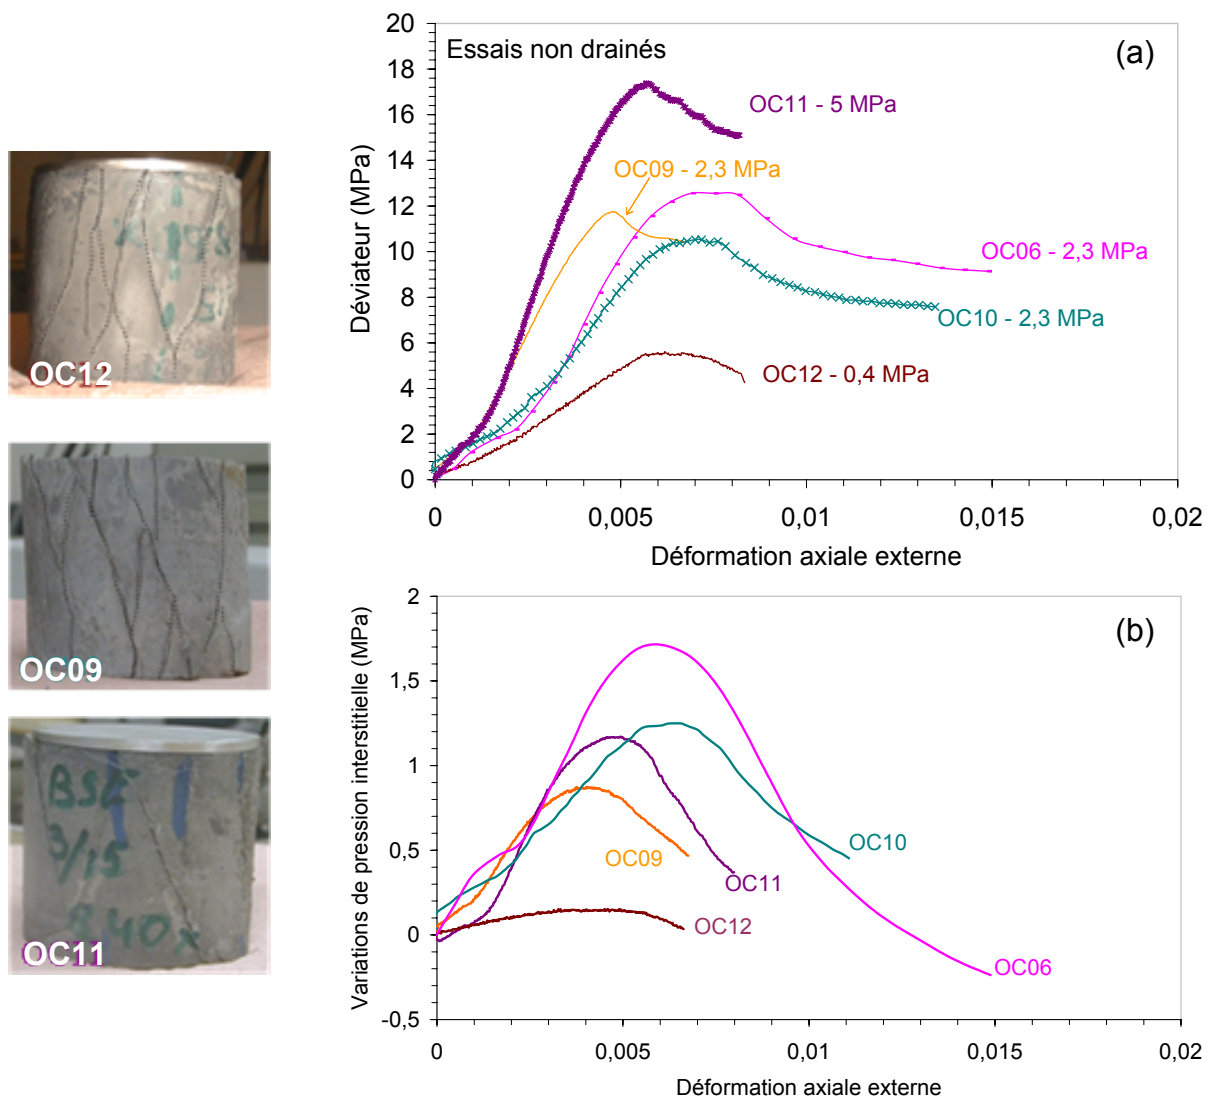 20
18
16
14
12
10
8
6
4
2
0
Déviateur (MPa)
Essais non drainés
(a)
OC11 - 5 MPa
OC09 - 2,3 MPa
OC06 - 2,3 MPa
OC10 - 2,3 MPa
OC12 - 0,4 MPa
0 0,005 0,01 0,015 0,02
Déformation axiale externe
2
1,5
1
0,5
0
-0,5
Variations de pression interstitielle (MPa)
(b)
OC09
OC10
OC11
OC12
OC06
0 0,005 0,01 0,015 0,02
Déformation axiale externe
OC12
OC09
BSE
3/15
OC11